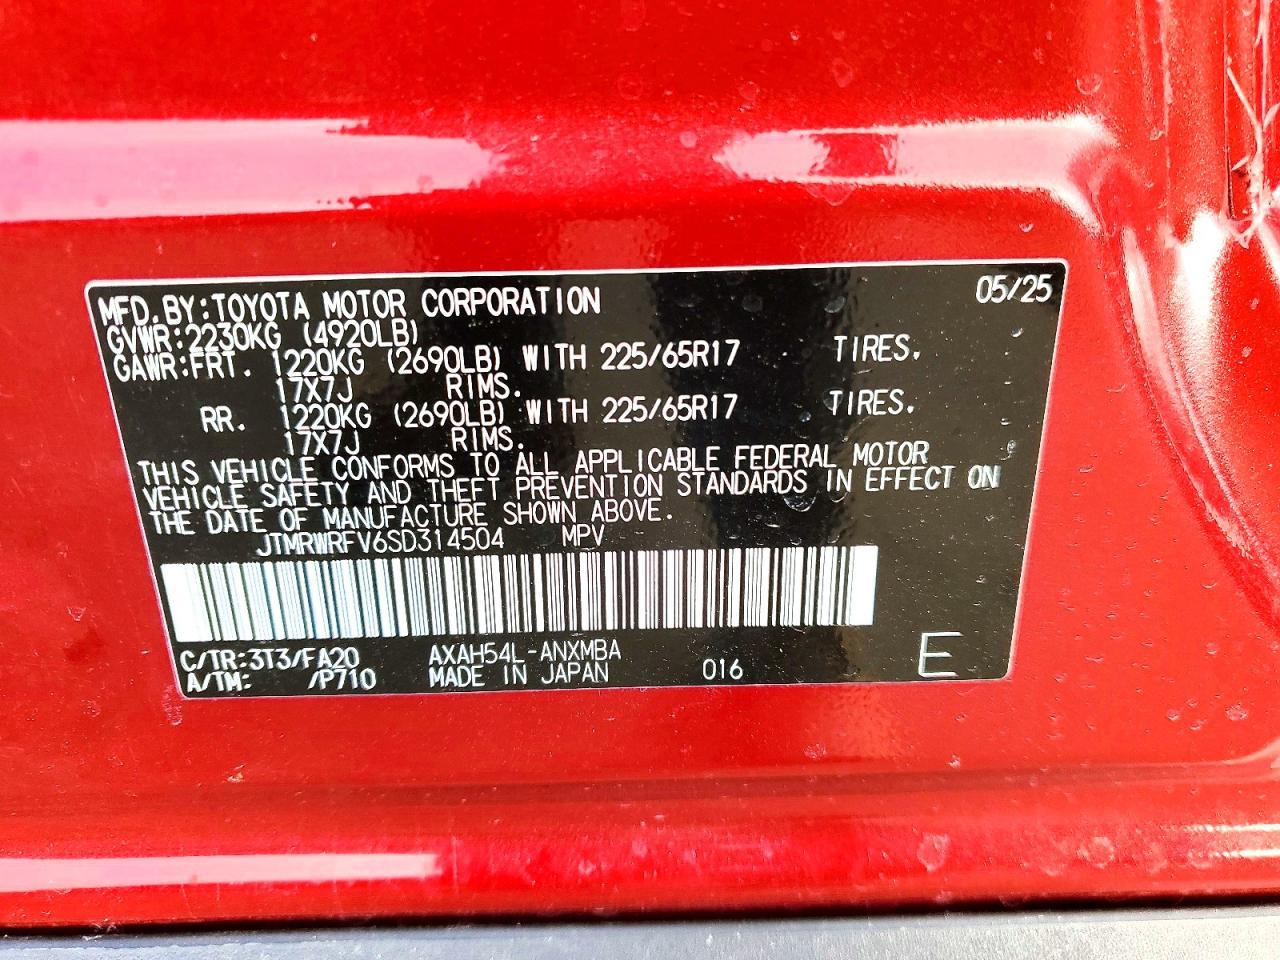 MFD.BY:TOYOTA MOTOR CORPORATION 05/25
GVWR:2230KG (4920LB)
GAWR:FRT. 1220KG (2690LB) WITH 225/65R17 TIRES.
17X7J RIMS.
RR. 1220KG (2690LB) WITH 225/65R17 TIRES.
17X7J RIMS.
THIS VEHICLE CONFORMS TO ALL APPLICABLE FEDERAL MOTOR
VEHICLE SAFETY AND THEFT PREVENTION STANDARDS IN EFFECT ON
THE DATE OF MANUFACTURE SHOWN ABOVE.
JTMRWRFV6SD314504 MPV
C/TR:3T3/FA20 AXAH54L-ANXMBA
A/TM: /P710 MADE IN JAPAN 016 E